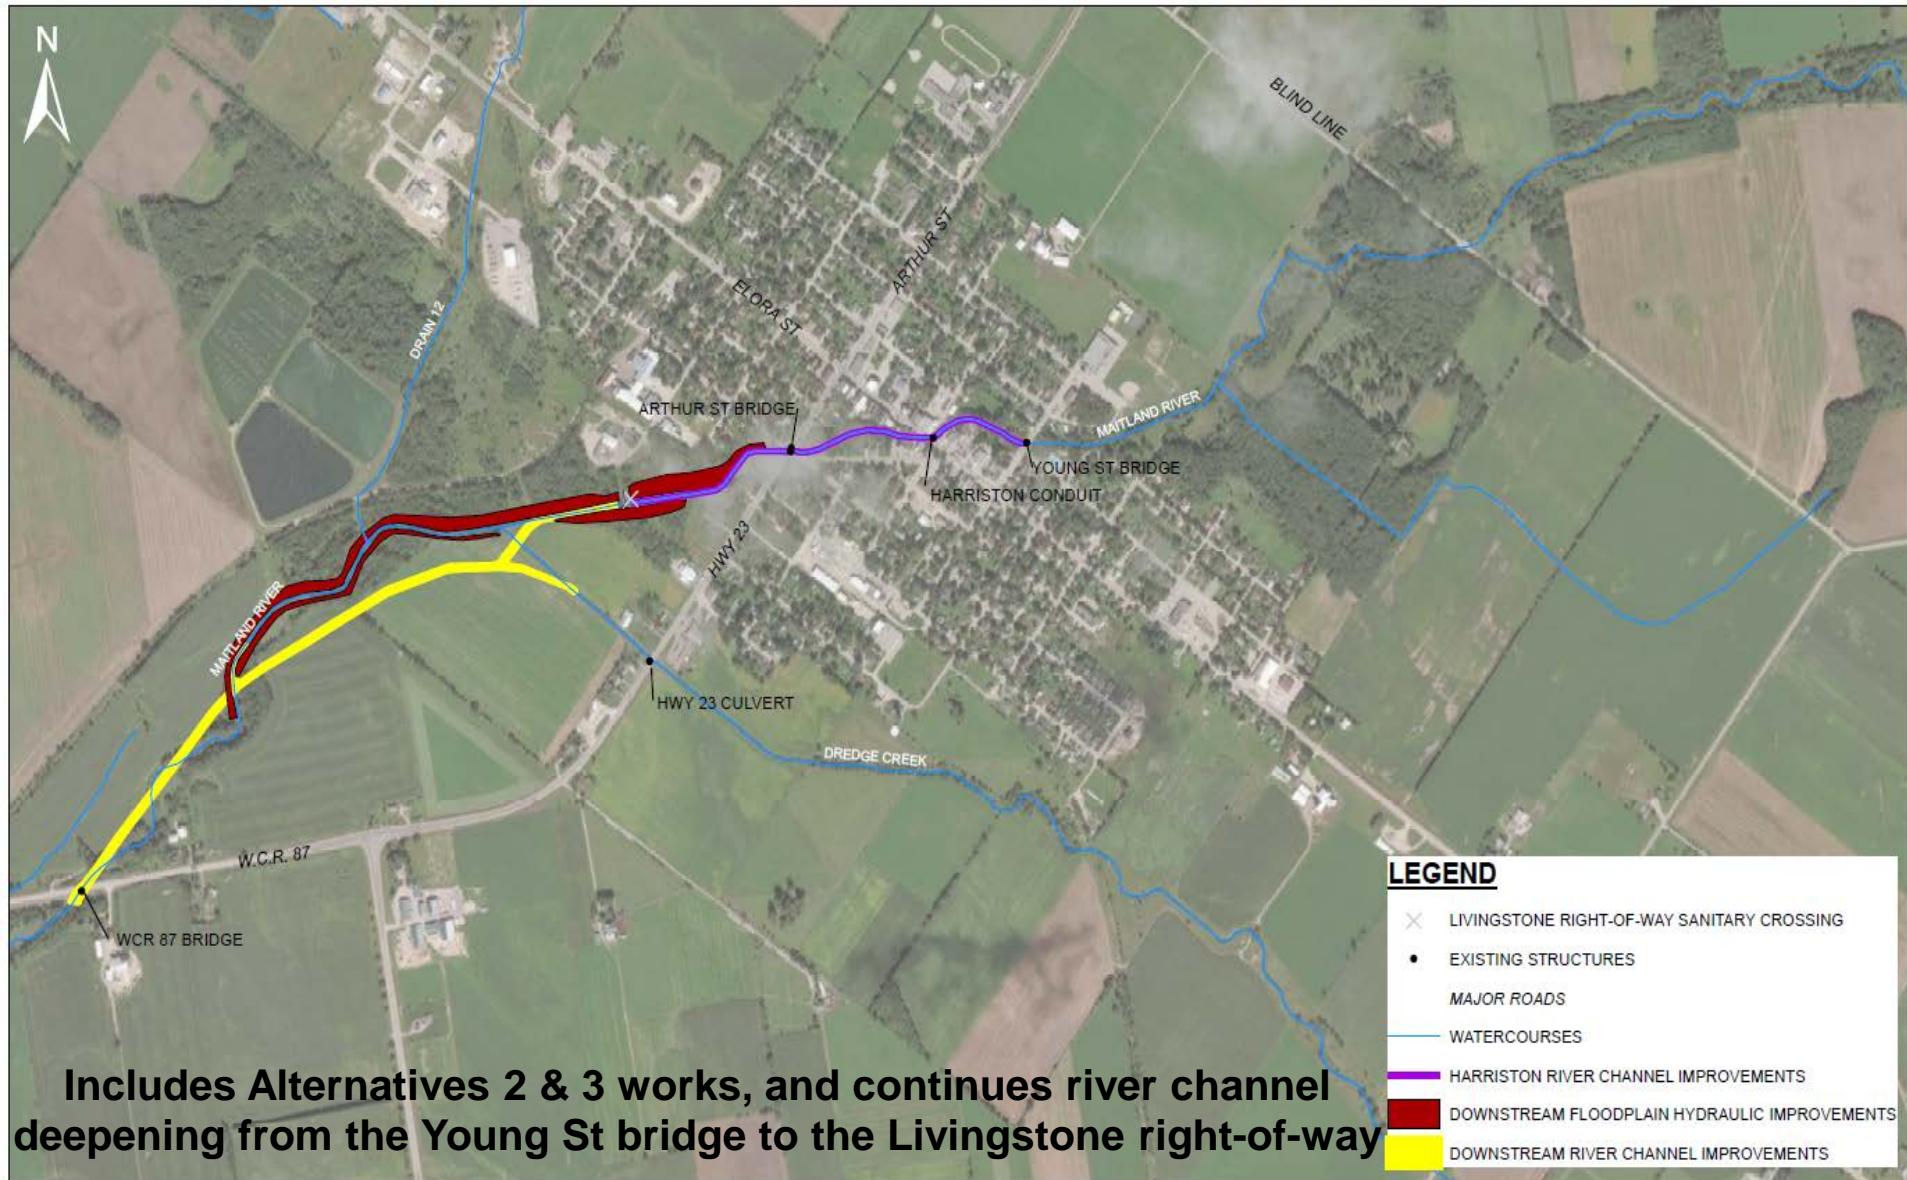 N
BLIND LINE
ARTHUR ST
ELORA ST
DRAIN 12
ARTHUR ST BRIDGE
MAITLAND RIVER
YOUNG ST BRIDGE
HARRISTON CONDUIT
HWY 23
MAITLAND RIVER
HWY 23 CULVERT
DREDGE CREEK
W.C.R. 87
WCR 87 BRIDGE
LEGEND
LIVINGSTONE RIGHT-OF-WAY SANITARY CROSSING
EXISTING STRUCTURES
MAJOR ROADS
WATERCOURSES
HARRISTON RIVER CHANNEL IMPROVEMENTS
DOWNSTREAM FLOODPLAIN HYDRAULIC IMPROVEMENTS
DOWNSTREAM RIVER CHANNEL IMPROVEMENTS
Includes Alternatives 2 & 3 works, and continues river channel
deepening from the Young St bridge to the Livingstone right-of-way